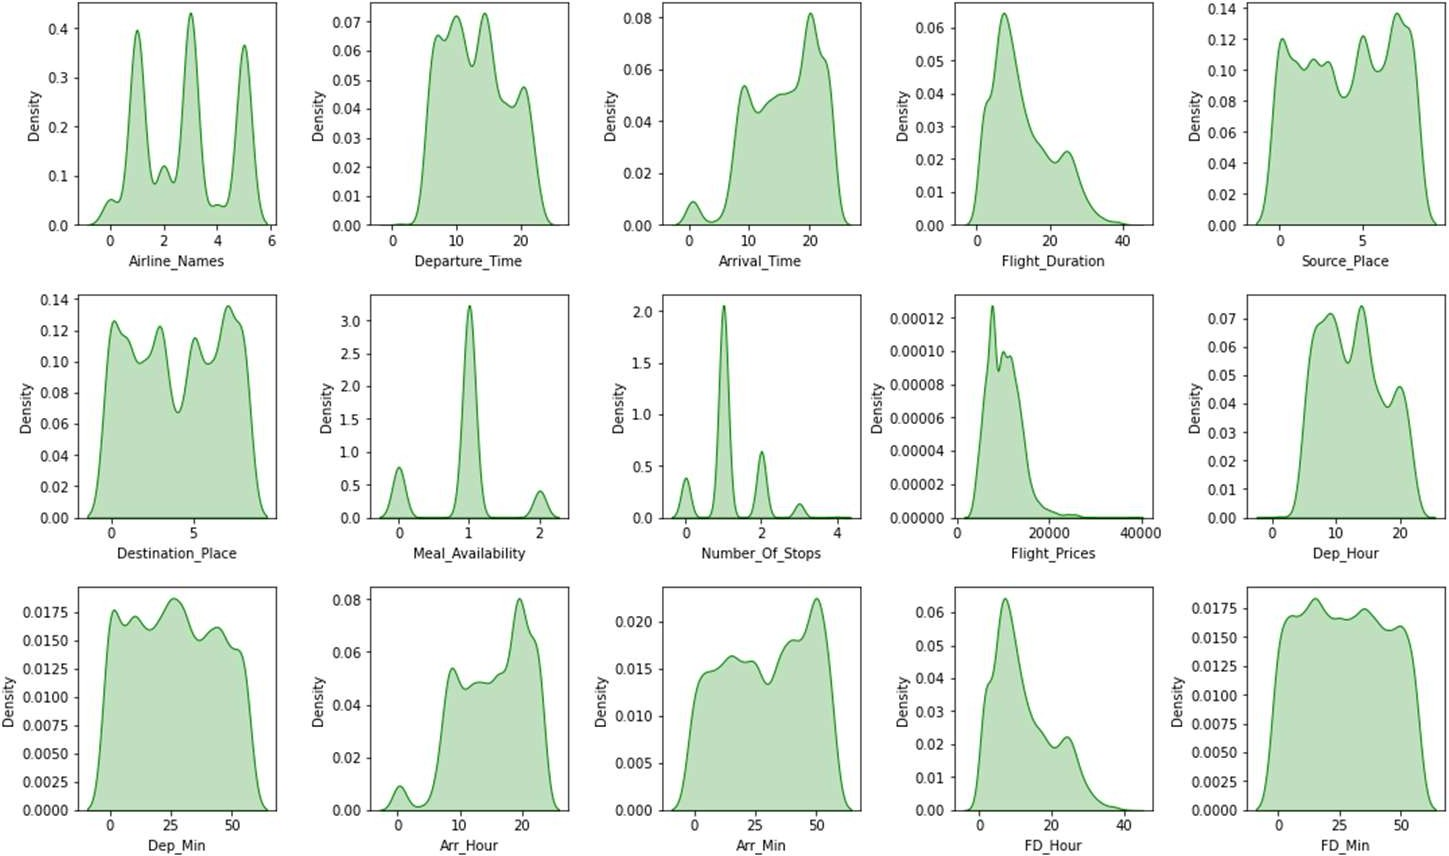 Density
0.4
0.3
0.2
0.1
0.0
0 2 4 6
Airline_Names
Density
0.07
0.06
0.05
0.04
0.03
0.02
0.01
0.00
0 10 20
Departure_Time
Density
0.08
0.06
0.04
0.02
0.00
0 10 20
Arrival_Time
Density
0.06
0.05
0.04
0.03
0.02
0.01
0.00
0 20 40
Flight_Duration
Density
0.14
0.12
0.10
0.08
0.06
0.04
0.02
0.00
0 5
Source_Place
Density
0.14
0.12
0.10
0.08
0.06
0.04
0.02
0.00
0 5
Destination_Place
Density
3.0
2.5
2.0
1.5
1.0
0.5
0.0
0 1 2
Meal_Availability
Density
2.0
1.5
1.0
0.5
0.0
0 2 4
Number_Of_Stops
Density
0.00012
0.00010
0.00008
0.00006
0.00004
0.00002
0.00000
0 20000 40000
Flight_Prices
Density
0.07
0.06
0.05
0.04
0.03
0.02
0.01
0.00
0 10 20
Dep_Hour
Density
0.0175
0.0150
0.0125
0.0100
0.0075
0.0050
0.0025
0.0000
0 25 50
Dep_Min
Density
0.08
0.06
0.04
0.02
0.00
0 10 20
Arr_Hour
Density
0.020
0.015
0.010
0.005
0.000
0 25 50
Arr_Min
Density
0.06
0.05
0.04
0.03
0.02
0.01
0.00
0 20 40
FD_Hour
Density
0.0175
0.0150
0.0125
0.0100
0.0075
0.0050
0.0025
0.0000
0 25 50
FD_Min